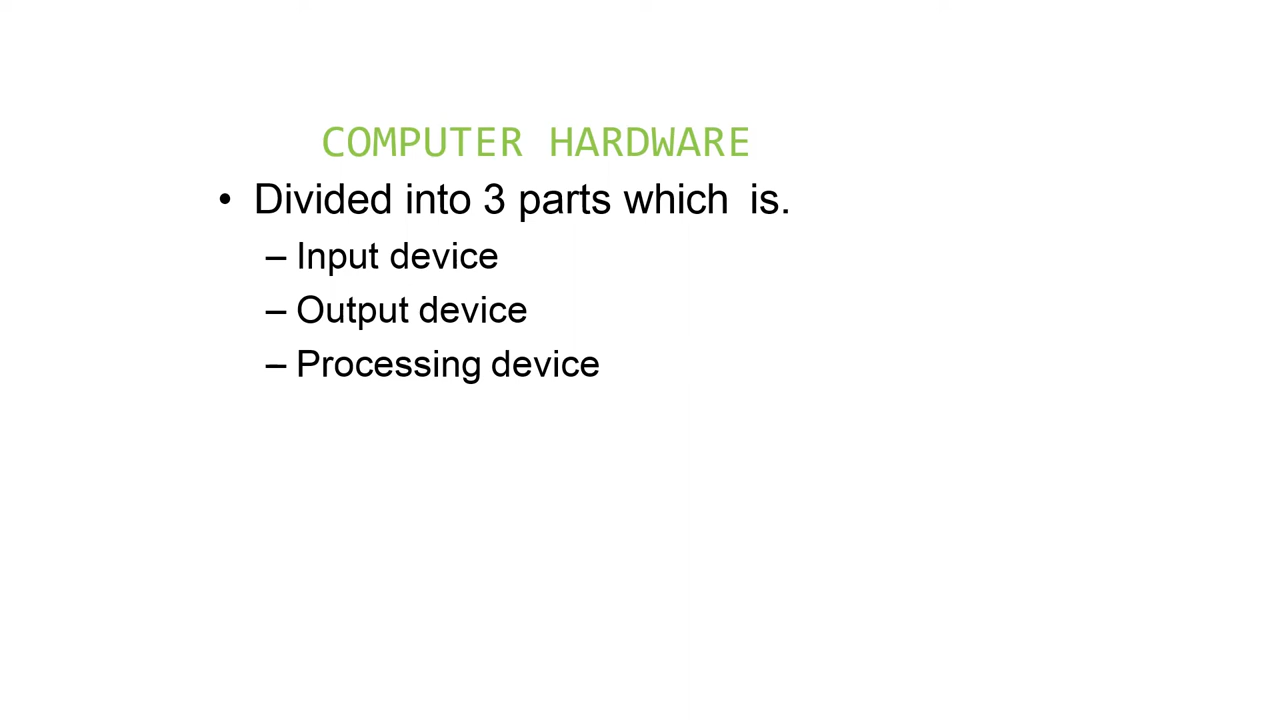 COMPUTER HARDWARE
• Divided into 3 parts which is.
– Input device
– Output device
– Processing device